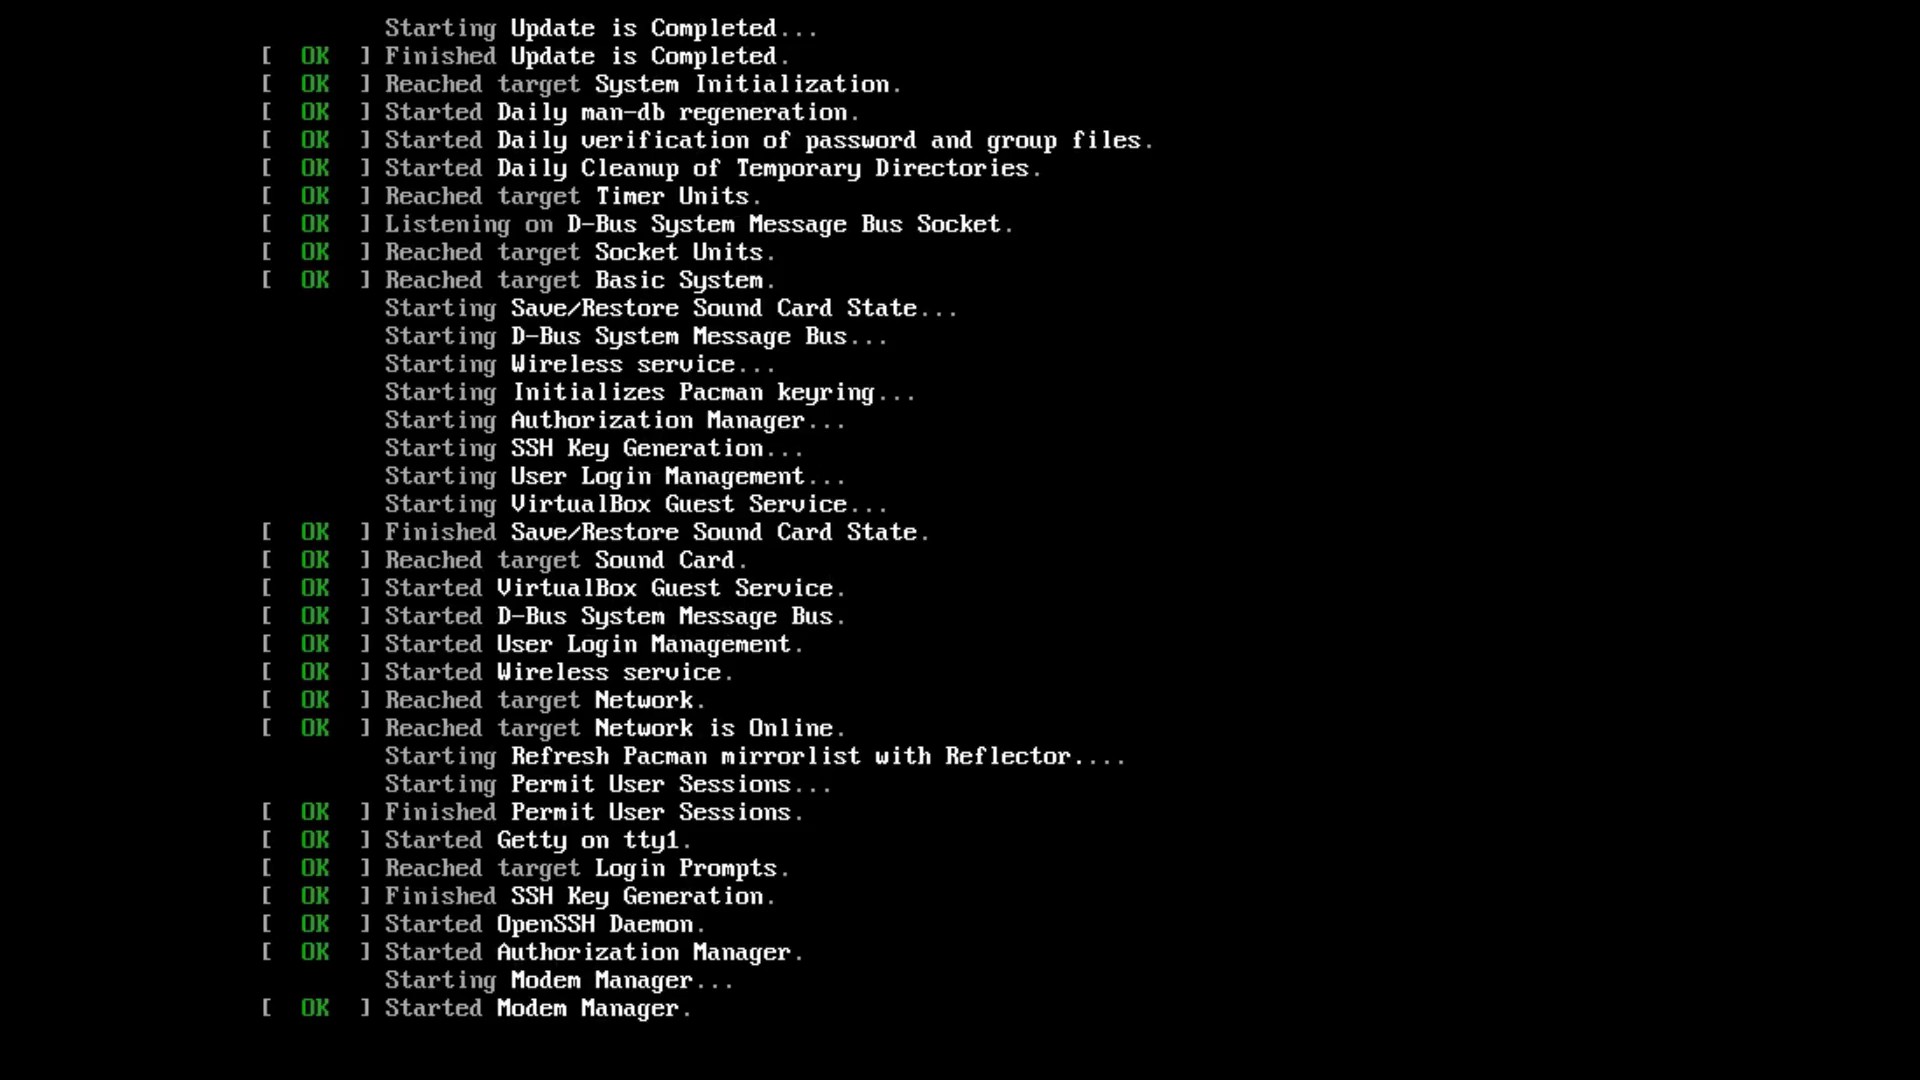 Starting Update is Completed...
[  OK  ] Finished Update is Completed.
[  OK  ] Reached target System Initialization.
[  OK  ] Started Daily man-db regeneration.
[  OK  ] Started Daily verification of password and group files.
[  OK  ] Started Daily Cleanup of Temporary Directories.
[  OK  ] Reached target Timer Units.
[  OK  ] Listening on D-Bus System Message Bus Socket.
[  OK  ] Reached target Socket Units.
[  OK  ] Reached target Basic System.
Starting Save/Restore Sound Card State...
Starting D-Bus System Message Bus...
Starting Wireless service...
Starting Initializes Pacman keyring...
Starting Authorization Manager...
Starting SSH Key Generation...
Starting User Login Management...
Starting VirtualBox Guest Service...
[  OK  ] Finished Save/Restore Sound Card State.
[  OK  ] Reached target Sound Card.
[  OK  ] Started VirtualBox Guest Service.
[  OK  ] Started D-Bus System Message Bus.
[  OK  ] Started User Login Management.
[  OK  ] Started Wireless service.
[  OK  ] Reached target Network.
[  OK  ] Reached target Network is Online.
Starting Refresh Pacman mirrorlist with Reflector....
Starting Permit User Sessions...
[  OK  ] Finished Permit User Sessions.
[  OK  ] Started Getty on tty1.
[  OK  ] Reached target Login Prompts.
[  OK  ] Finished SSH Key Generation.
[  OK  ] Started OpenSSH Daemon.
[  OK  ] Started Authorization Manager.
Starting Modem Manager...
[  OK  ] Started Modem Manager.